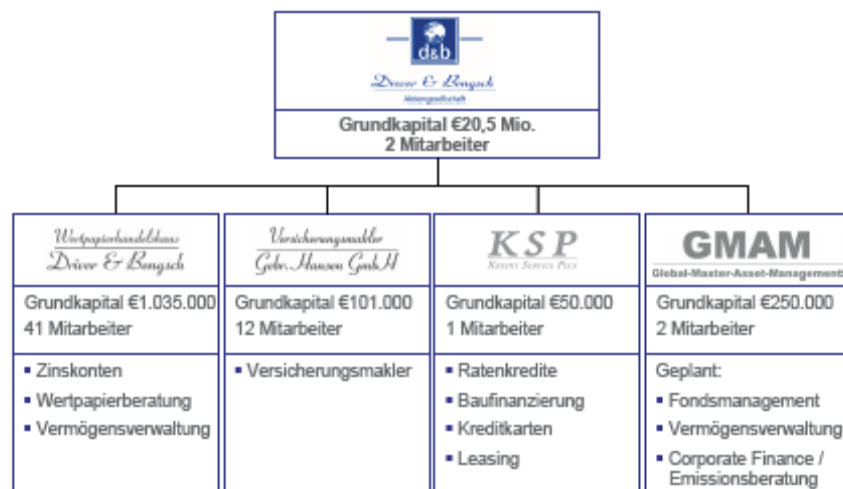 d&b
Driver & Bengsch
Aktiengesellschaft
Grundkapital €20,5 Mio.
2 Mitarbeiter
Wertpapierhandelshaus
Driver & Bengsch
Grundkapital €1.035.000
41 Mitarbeiter
▪ Zinskonten
▪ Wertpapierberatung
▪ Vermögensverwaltung
Versicherungsmakler
Gebr. Hansen GmbH
Grundkapital €101.000
12 Mitarbeiter
▪ Versicherungsmakler
KSP
Kredit Service Plus
Grundkapital €50.000
1 Mitarbeiter
▪ Ratenkredite
▪ Baufinanzierung
▪ Kreditkarten
▪ Leasing
GMAM
Global-Master-Asset-Management
Grundkapital €250.000
2 Mitarbeiter
Geplant:
▪ Fondsmanagement
▪ Vermögensverwaltung
▪ Corporate Finance /
Emissionsberatung